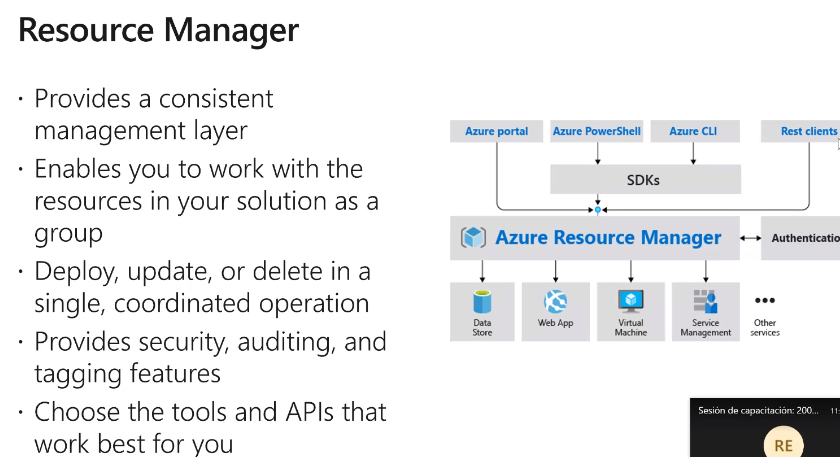 Resource Manager
· Provides a consistent
management layer
· Enables you to work with the
resources in your solution as a
group
· Deploy, update, or delete in a
single, coordinated operation
· Provides security, auditing, and
tagging features
· Choose the tools and APIs that
work best for you
Azure portal
Azure PowerShell
Azure CLI
Rest clients
SDKs
Azure Resource Manager
Authenticatio
Data
Store
Web App
Virtual
Machine
Service
Management
Other
services
Sesión de capacitación: 200... 11:
RE